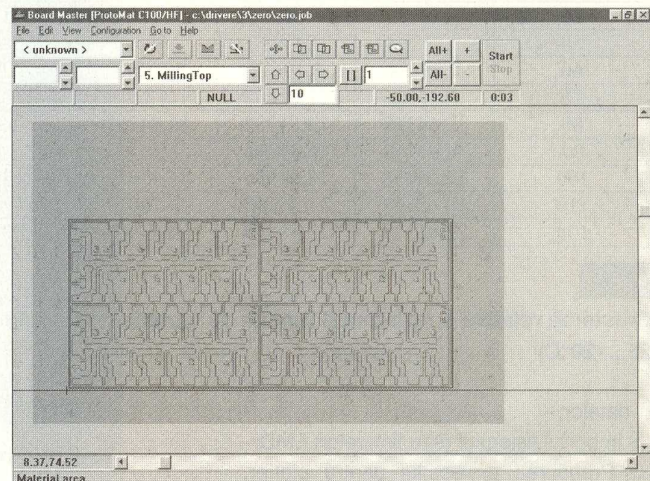 Board Master [ProtoMat C100/HF] - c:\drivere\3\zero\zero.job
File Edit View Configuration Go to Help
< unknown > All+ + Start
Stop
5. MillingTop [ ] 1 All- -
NULL 10 -50.00,-192.60 0:03
8.37,74.52
Material area